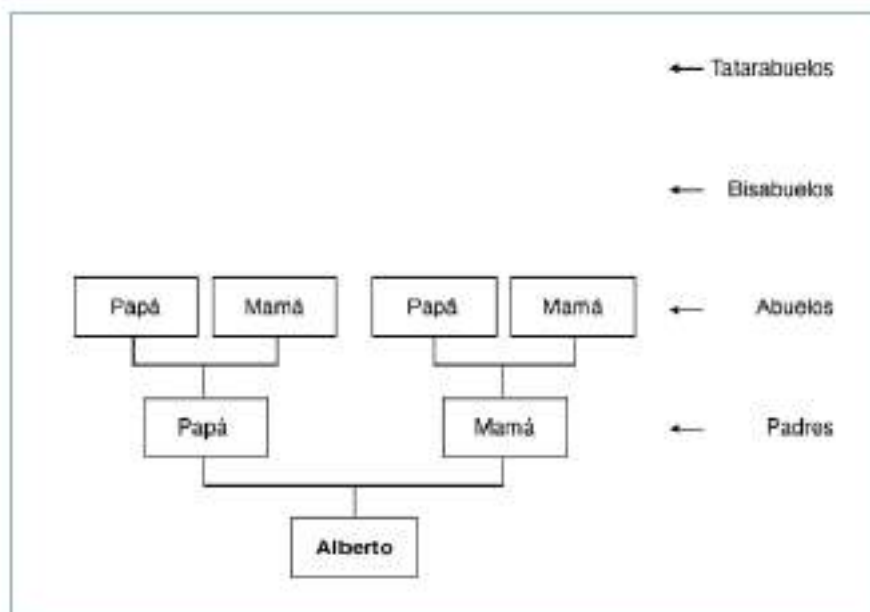 Tatarabuelos
Bisabuelos
Papá Mamá Papá Mamá Abuelos
Papá Mamá Padres
Alberto